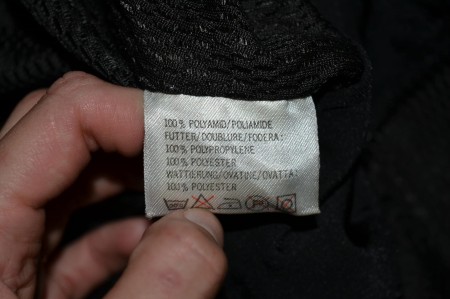 100% POLYAMID/POLIAMIDE
FUTTER/DOUBLURE/FODERA:
100% POLYPROPYLENE
100% POLYESTER
WATTIERUNG/OVATINE/OVATTA:
100% POLYESTER